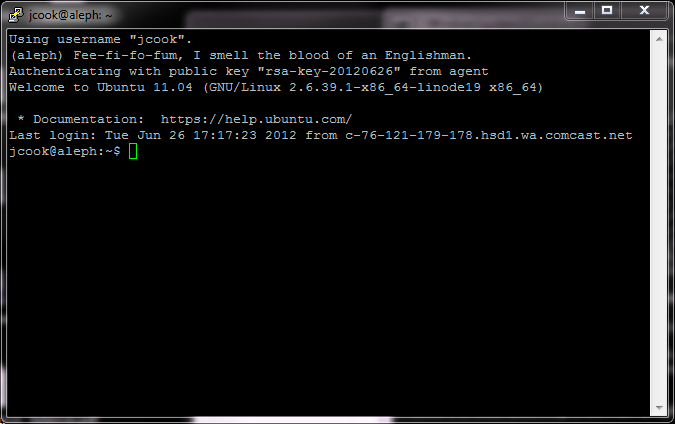 jcook@aleph: ~
Using username "jcook".
(aleph) Fee-fi-fo-fum, I smell the blood of an Englishman.
Authenticating with public key "rsa-key-20120626" from agent
Welcome to Ubuntu 11.04 (GNU/Linux 2.6.39.1-x86_64-linode19 x86_64)
 * Documentation:  https://help.ubuntu.com/
Last login: Tue Jun 26 17:17:23 2012 from c-76-121-179-178.hsd1.wa.comcast.net
jcook@aleph:~$